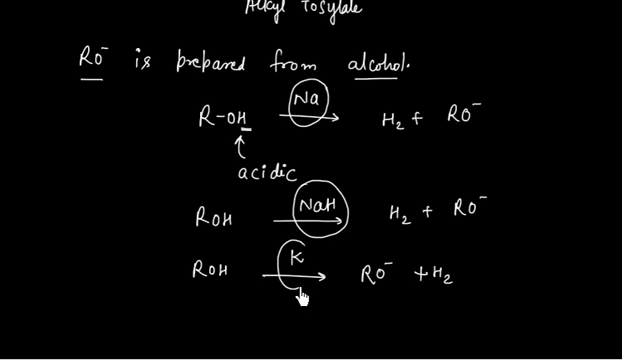 Alkyl Tosylate
RO⁻ is prepared from alcohol.
R-OH Na H₂ + RO⁻
acidic
ROH NaH H₂ + RO⁻
ROH K RO⁻ + H₂